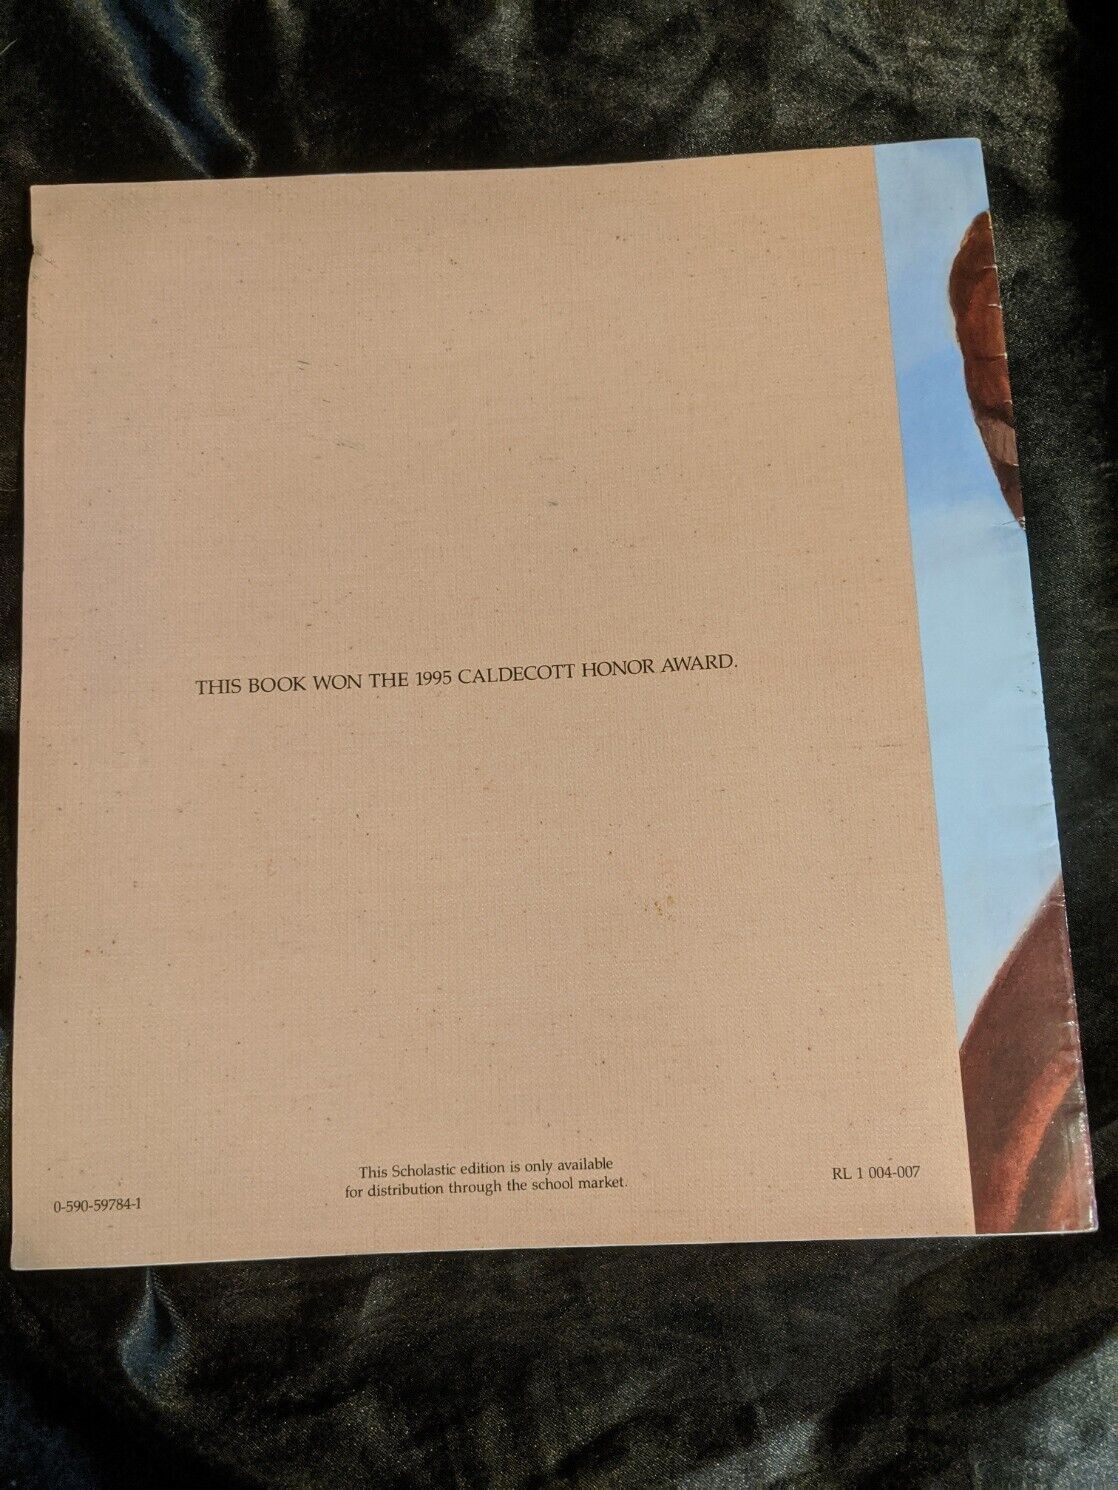 THIS BOOK WON THE 1995 CALDECOTT HONOR AWARD.
This Scholastic edition is only available
for distribution through the school market.
0-590-59784-1
RL 1 004-007